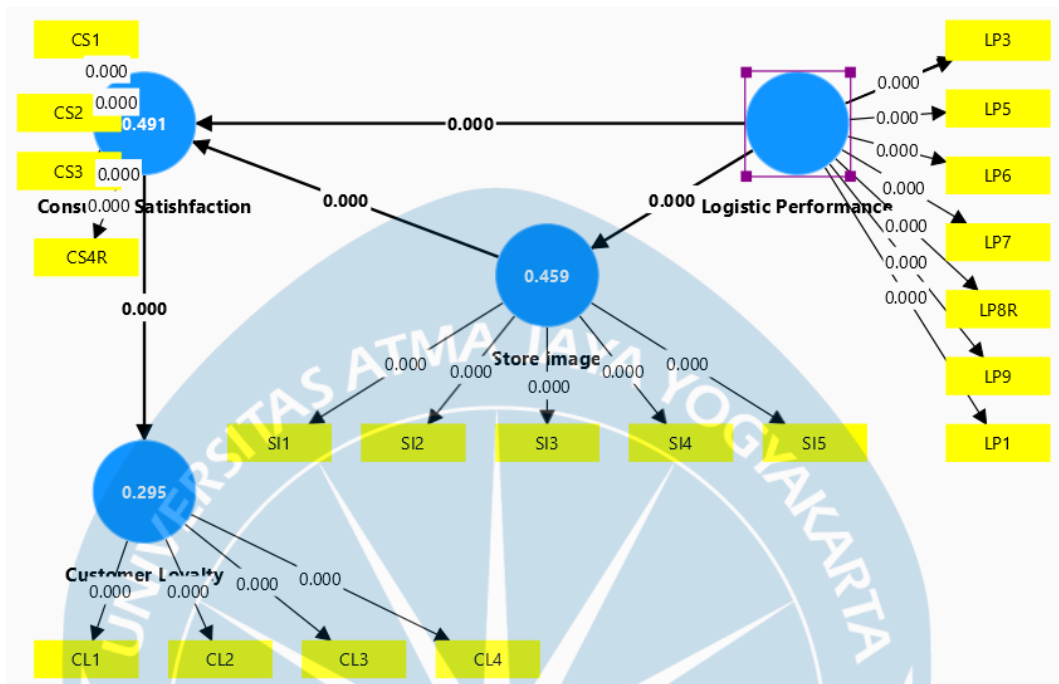 CS1
LP3
0.000
0.000
0.000
LP5
CS2
0.491
0.000
0.000
0.000
LP6
CS3
0.000
0.000
0.000
0.000
0.000
Satishfaction
Logistic Performance
0.000
LP7
CS4R
0.000
0.459
0.000
LP8R
0.000
Store image
0.000
0.000
0.000
0.000
0.000
LP9
SI1
SI2
SI3
SI4
SI5
LP1
0.295
Customer Loyalty
0.000
0.000
0.000
0.000
CL1
CL2
CL3
CL4
UNIVERSITAS ATMA JAYA YOGYAKARTA